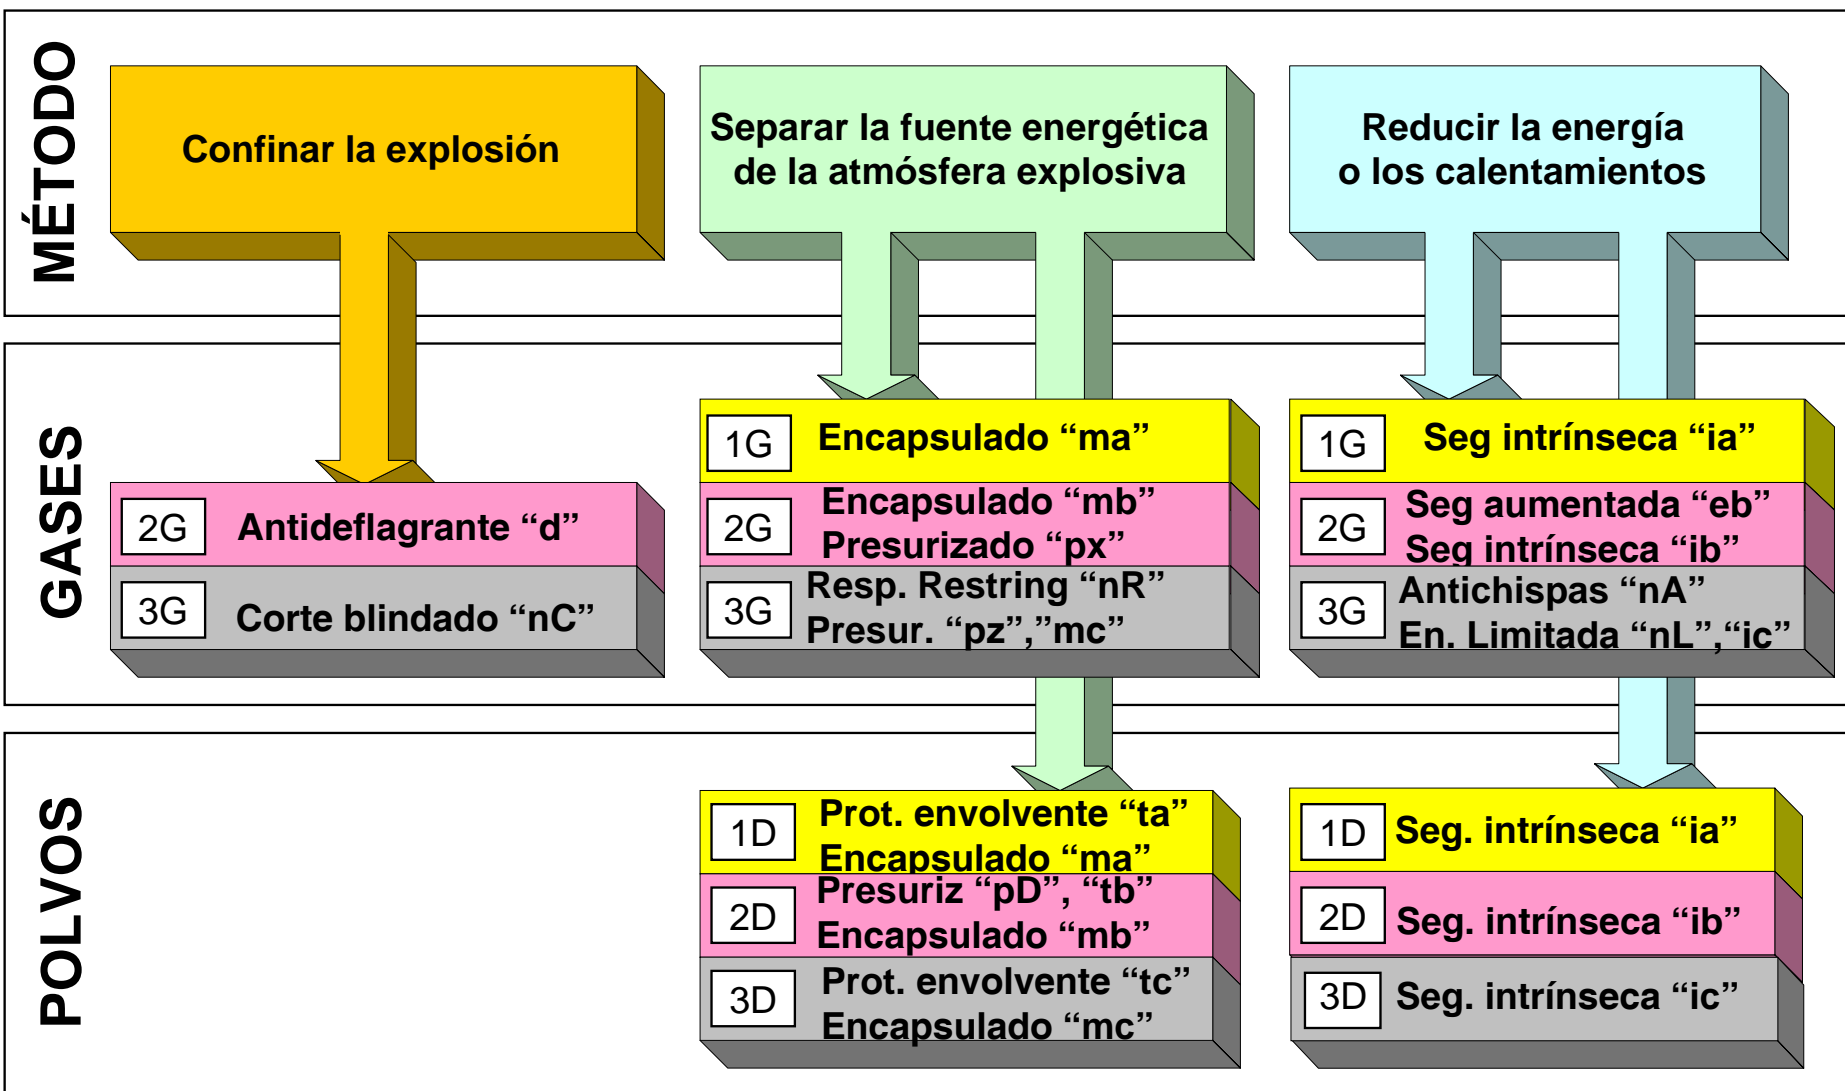 MÉTODO
Confinar la explosión
Separar la fuente energética
de la atmósfera explosiva
Reducir la energía
o los calentamientos
GASES
2G
Antideflagrante “d”
3G
Corte blindado “nC”
1G
Encapsulado “ma”
2G
Encapsulado “mb”
Presurizado “px”
3G
Resp. Restring “nR”
Presur. “pz”,”mc”
1G
Seg intrínseca “ia”
2G
Seg aumentada “eb”
Seg intrínseca “ib”
3G
Antichispas “nA”
En. Limitada “nL”,“ic”
POLVOS
1D
Prot. envolvente “ta”
Encapsulado “ma”
2D
Presuriz “pD”, “tb”
Encapsulado “mb”
3D
Prot. envolvente “tc”
Encapsulado “mc”
1D
Seg. intrínseca “ia”
2D
Seg. intrínseca “ib”
3D
Seg. intrínseca “ic”